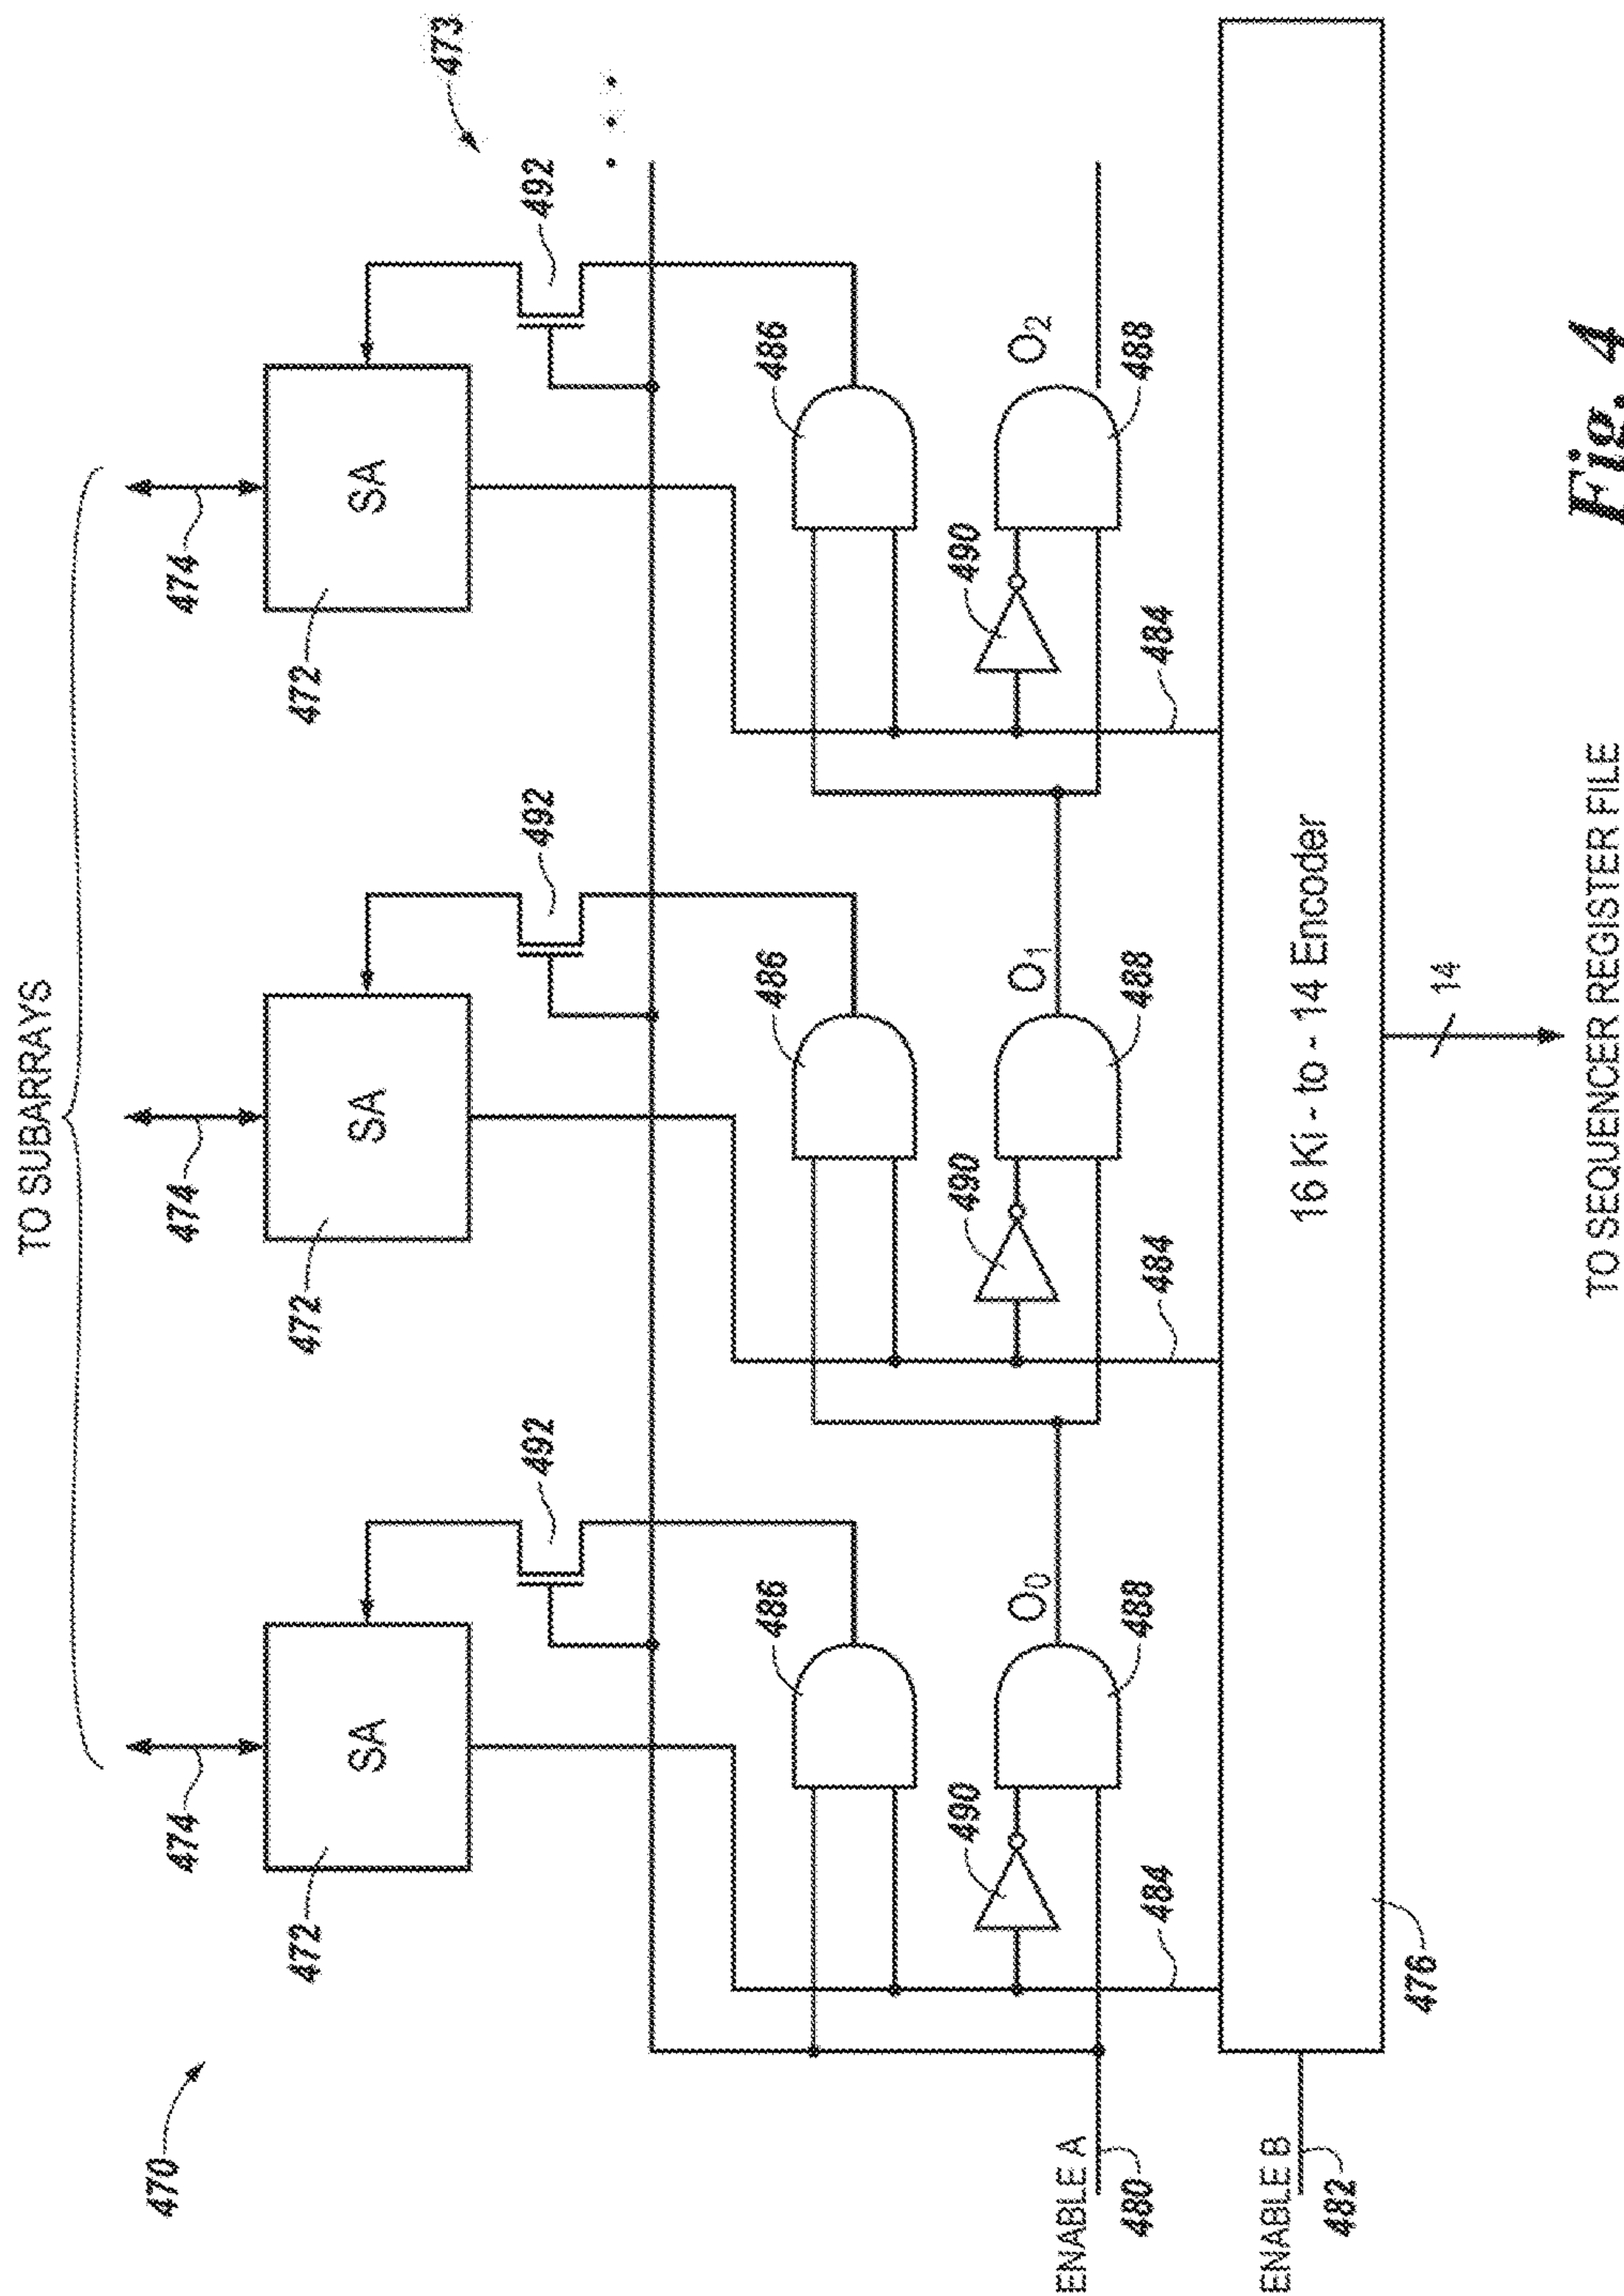 TO SUBARRAYS
470
473
474
474
474
472
SA
472
SA
472
SA
492
492
492
486
486
486
O0
O1
O2
490
488
490
488
490
488
ENABLE A
480
484
484
484
ENABLE B
482
16 Ki - to - 14 Encoder
476
14
TO SEQUENCER REGISTER FILE
Fig. 4